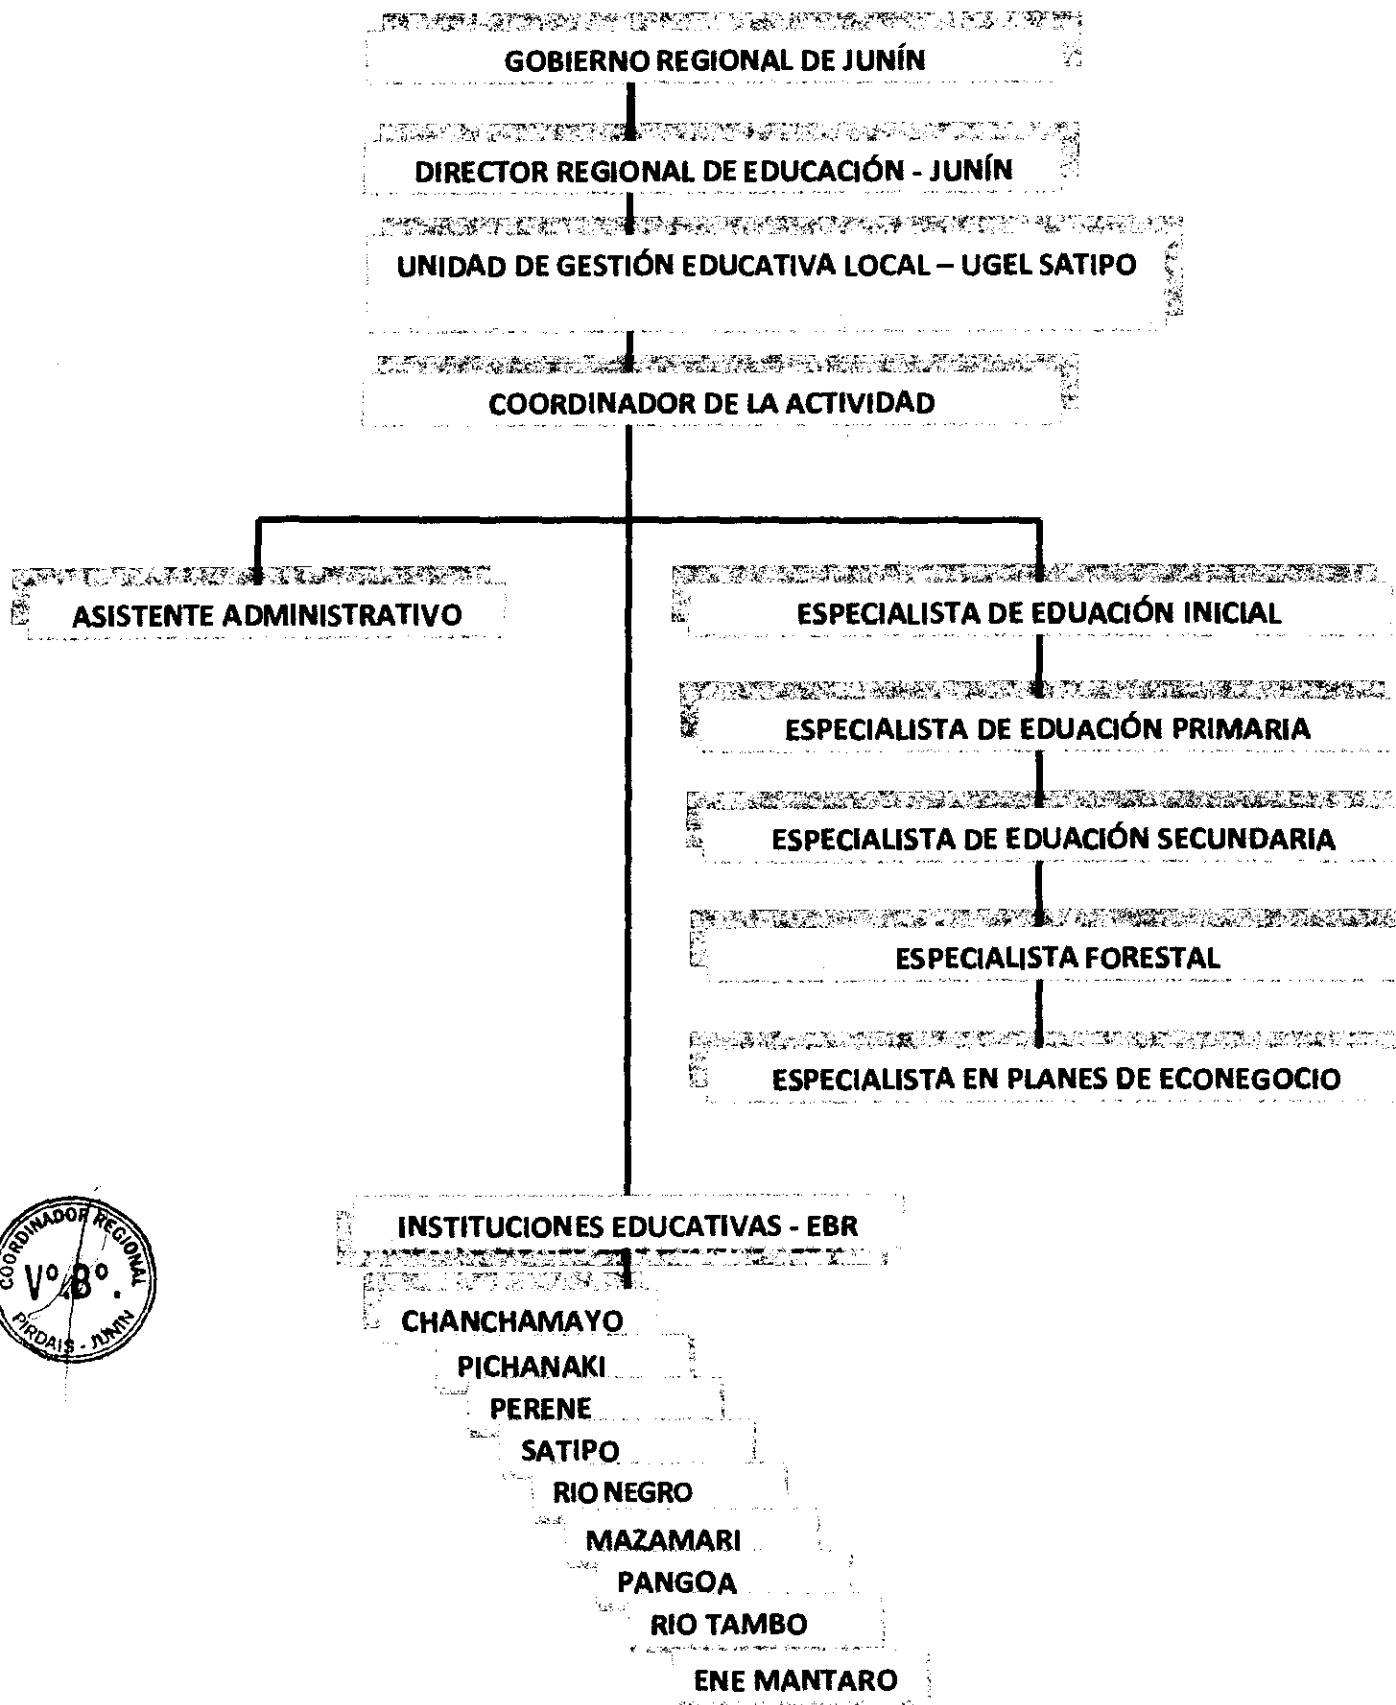 GOBIERNO REGIONAL DE JUNÍN
DIRECTOR REGIONAL DE EDUCACIÓN - JUNÍN
UNIDAD DE GESTIÓN EDUCATIVA LOCAL – UGEL SATIPO
COORDINADOR DE LA ACTIVIDAD
ASISTENTE ADMINISTRATIVO
ESPECIALISTA DE EDUACIÓN INICIAL
ESPECIALISTA DE EDUACIÓN PRIMARIA
ESPECIALISTA DE EDUACIÓN SECUNDARIA
ESPECIALISTA FORESTAL
ESPECIALISTA EN PLANES DE ECONEGOCIO
INSTITUCIONES EDUCATIVAS - EBR
COORDINADOR REGIONAL
V° B°.
PIRDAIS - JUNIN
CHANCHAMAYO
PICHANAKI
PERENE
SATIPO
RIO NEGRO
MAZAMARI
PANGOA
RIO TAMBO
ENE MANTARO